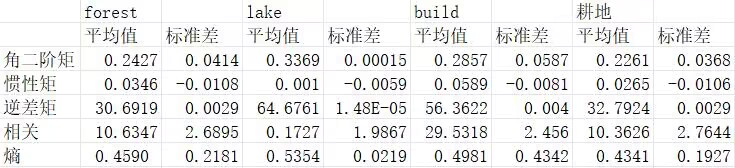 forest lake build 耕地
平均值 标准差 平均值 标准差 平均值 标准差 平均值 标准差
角二阶矩 0.2427 0.0414 0.3369 0.00015 0.2857 0.0587 0.2261 0.0368
惯性矩 0.0346 -0.0108 0.001 -0.0059 0.0589 -0.0081 0.0265 -0.0106
逆差矩 30.6919 0.0029 64.6761 1.48E-05 56.3622 0.004 32.7924 0.0029
相关 10.6347 2.6895 0.1727 1.9867 29.5318 2.456 10.3626 2.7644
熵 0.4590 0.2181 0.5354 0.0219 0.4981 0.4342 0.4341 0.1927